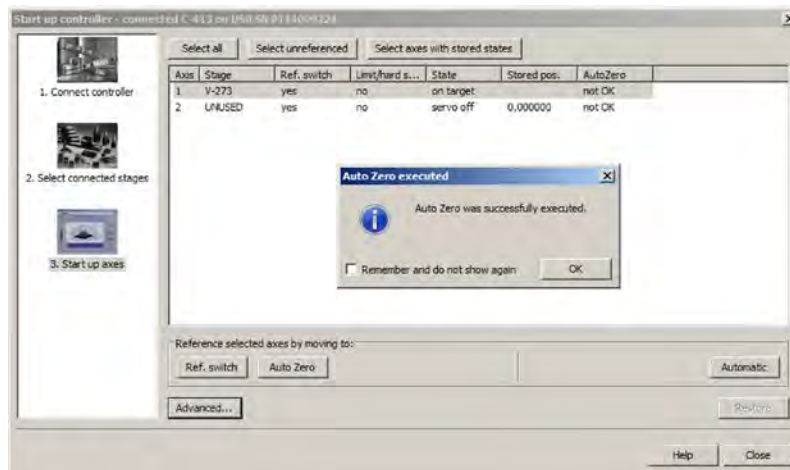 Start up controller - connected C-413 on USB SN 0114009224
Select all
Select unreferenced
Select axes with stored states
Axis Stage Ref. switch Limit/hard s... State Stored pos. AutoZero
1 V-273 yes no on target not OK
2 UNUSED yes no servo off 0,000000 not OK
1. Connect controller
2. Select connected stages
3. Start up axes
Auto Zero executed
Auto Zero was successfully executed.
Remember and do not show again
OK
Reference selected axes by moving to:
Ref. switch
Auto Zero
Automatic
Advanced...
Restore
Help
Close